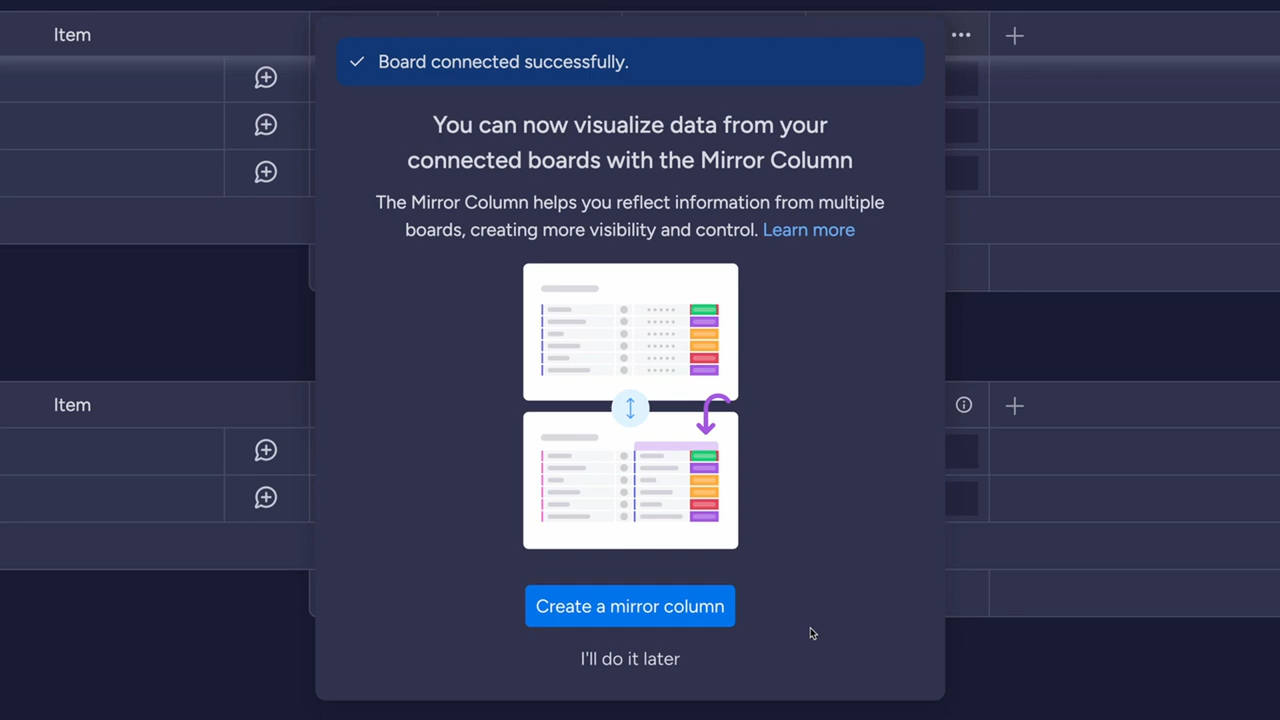 Item
Board connected successfully.
You can now visualize data from your
connected boards with the Mirror Column
The Mirror Column helps you reflect information from multiple
boards, creating more visibility and control. Learn more
Item
Create a mirror column
I'll do it later